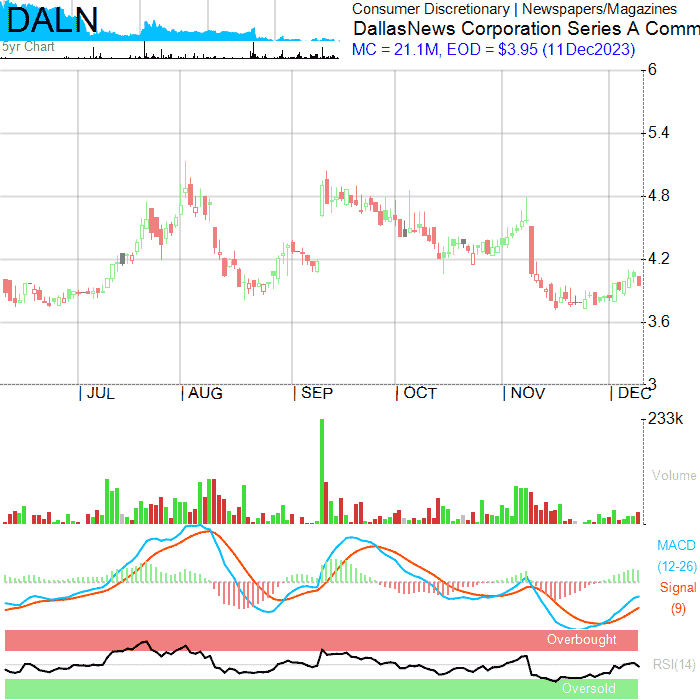 DALN
5yr Chart
Consumer Discretionary | Newspapers/Magazines
DallasNews Corporation Series A Comm
MC = 21.1M, EOD = $3.95 (11Dec2023)
6
5.4
4.8
4.2
3.6
3
JUL AUG SEP OCT NOV DEC
233k
Volume
MACD
(12-26)
Signal
(9)
Overbought
RSI(14)
Oversold